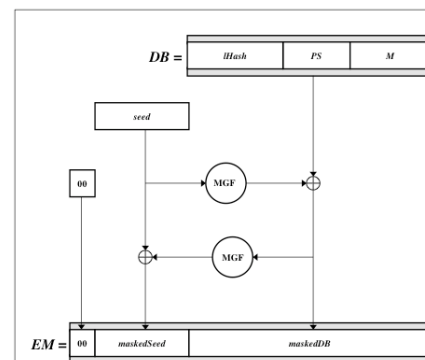 DB = lHash PS M
seed
00 MGF
MGF
EM = 00 maskedSeed maskedDB